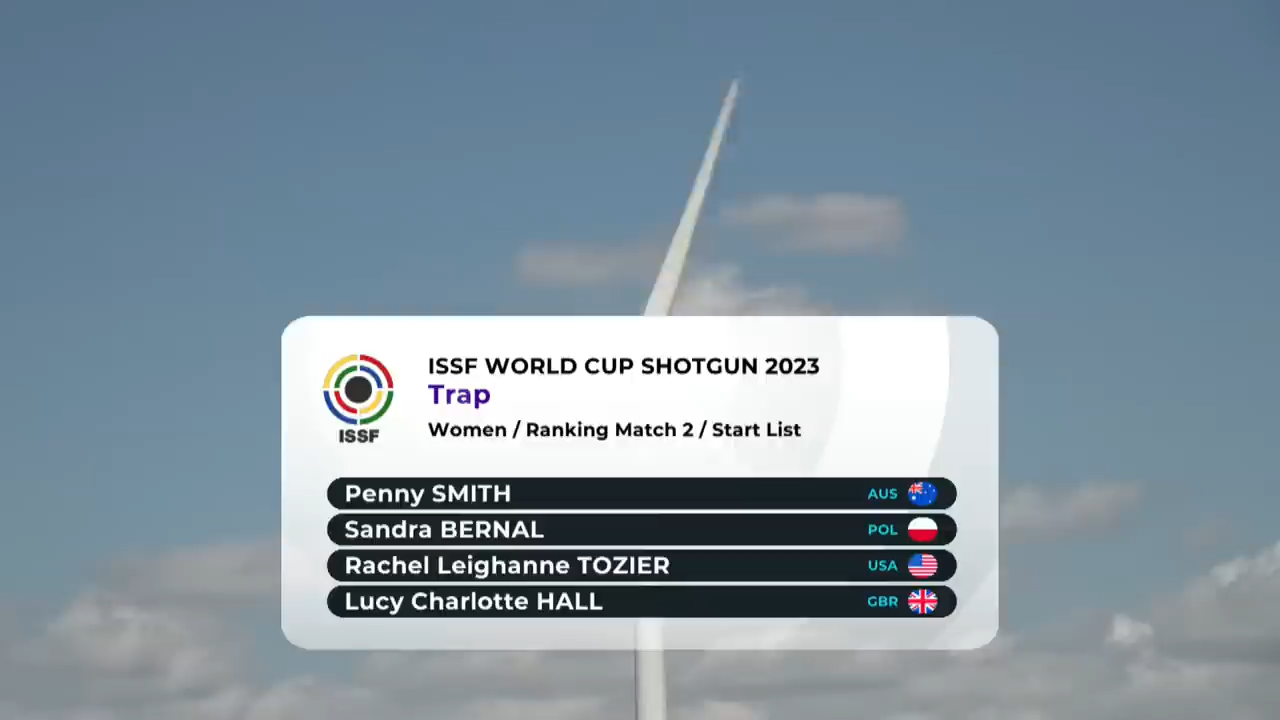 ISSF WORLD CUP SHOTGUN 2023
Trap
ISSF
Women / Ranking Match 2 / Start List
Penny SMITH AUS
Sandra BERNAL POL
Rachel Leighanne TOZIER USA
Lucy Charlotte HALL GBR